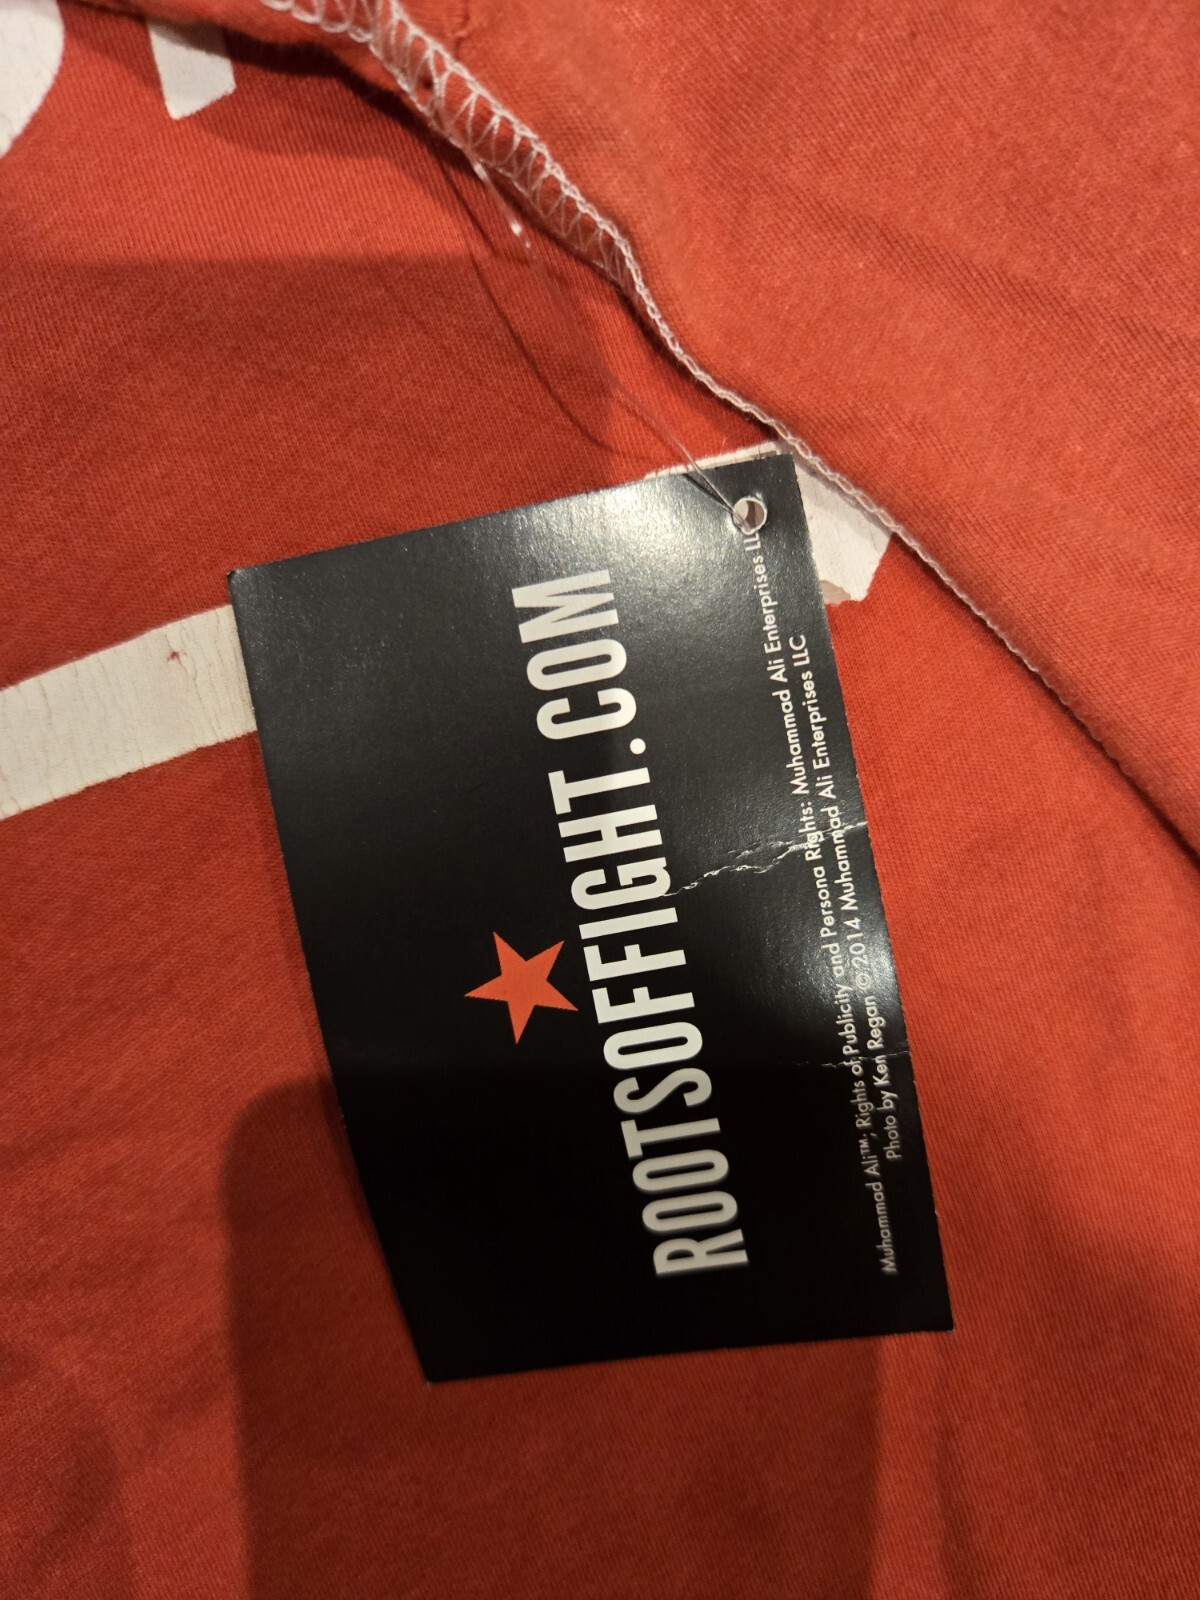 ROOTSOFFIGHT.COM
Muhammad Ali™; Rights of Publicity and Persona Rights: Muhammad Ali Enterprises LLC
Photo by Ken Regan ©2014 Muhammad Ali Enterprises LLC